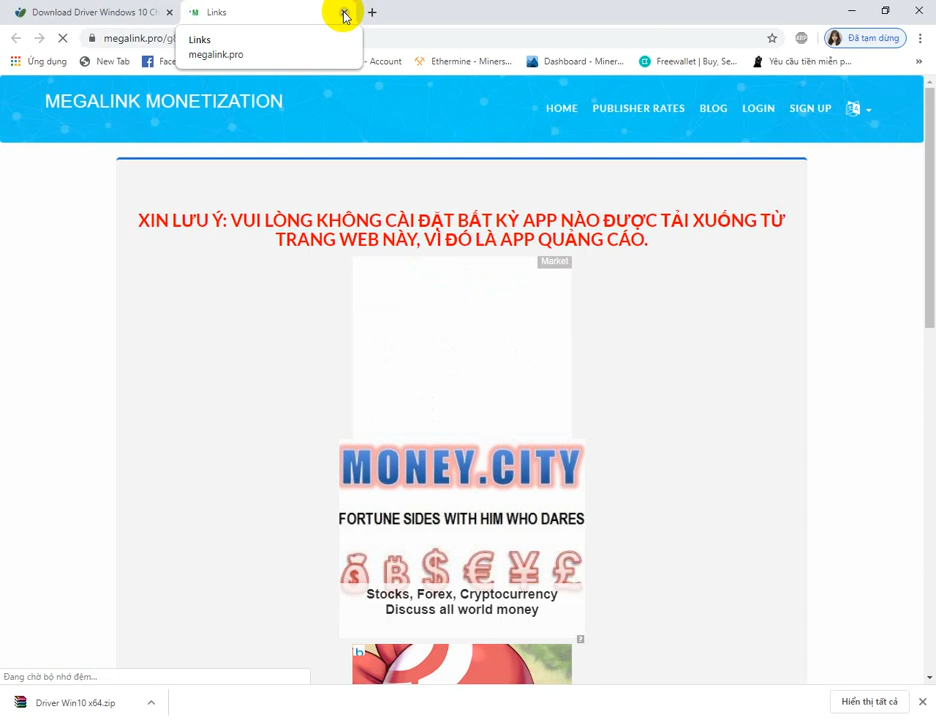 Download Driver Windows 10 Ch
Links
megalink.pro/g
Đã tạm dừng
Links
megalink.pro
Ứng dụng
New Tab
Face
- Account
Ethermine - Miners...
Dashboard - Miner...
Freewallet | Buy, Se...
Yêu cầu tiền miễn p...
»
MEGALINK MONETIZATION
HOME
PUBLISHER RATES
BLOG
LOGIN
SIGN UP
XIN LƯU Ý: VUI LÒNG KHÔNG CÀI ĐẶT BẤT KỲ APP NÀO ĐƯỢC TẢI XUỐNG TỪ
TRANG WEB NÀY, VÌ ĐÓ LÀ APP QUẢNG CÁO.
Market
MONEY.CITY
FORTUNE SIDES WITH HIM WHO DARES
Stocks, Forex, Cryptocurrency
Discuss all world money
Đang chờ bộ nhớ đệm...
Driver Win10 x64.zip
Hiển thị tất cả